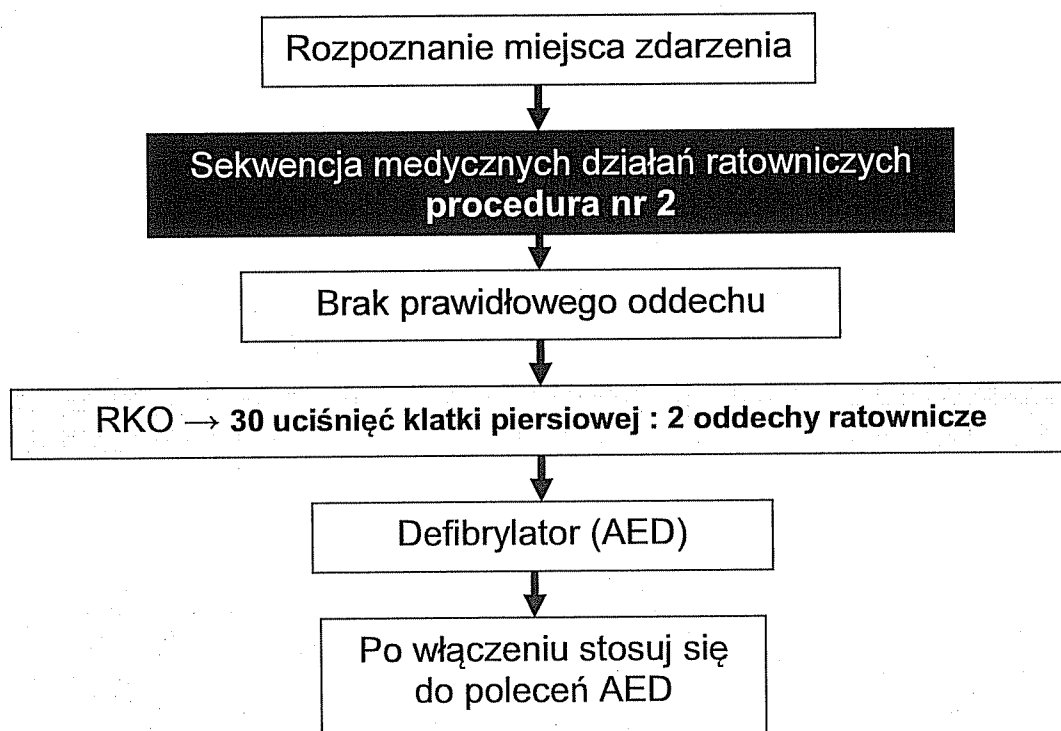 Rozpoznanie miejsca zdarzenia
Sekwencja medycznych działań ratowniczych
procedura nr 2
Brak prawidłowego oddechu
RKO → 30 uciśnięć klatki piersiowej : 2 oddechy ratownicze
Defibrylator (AED)
Po włączeniu stosuj się
do poleceń AED